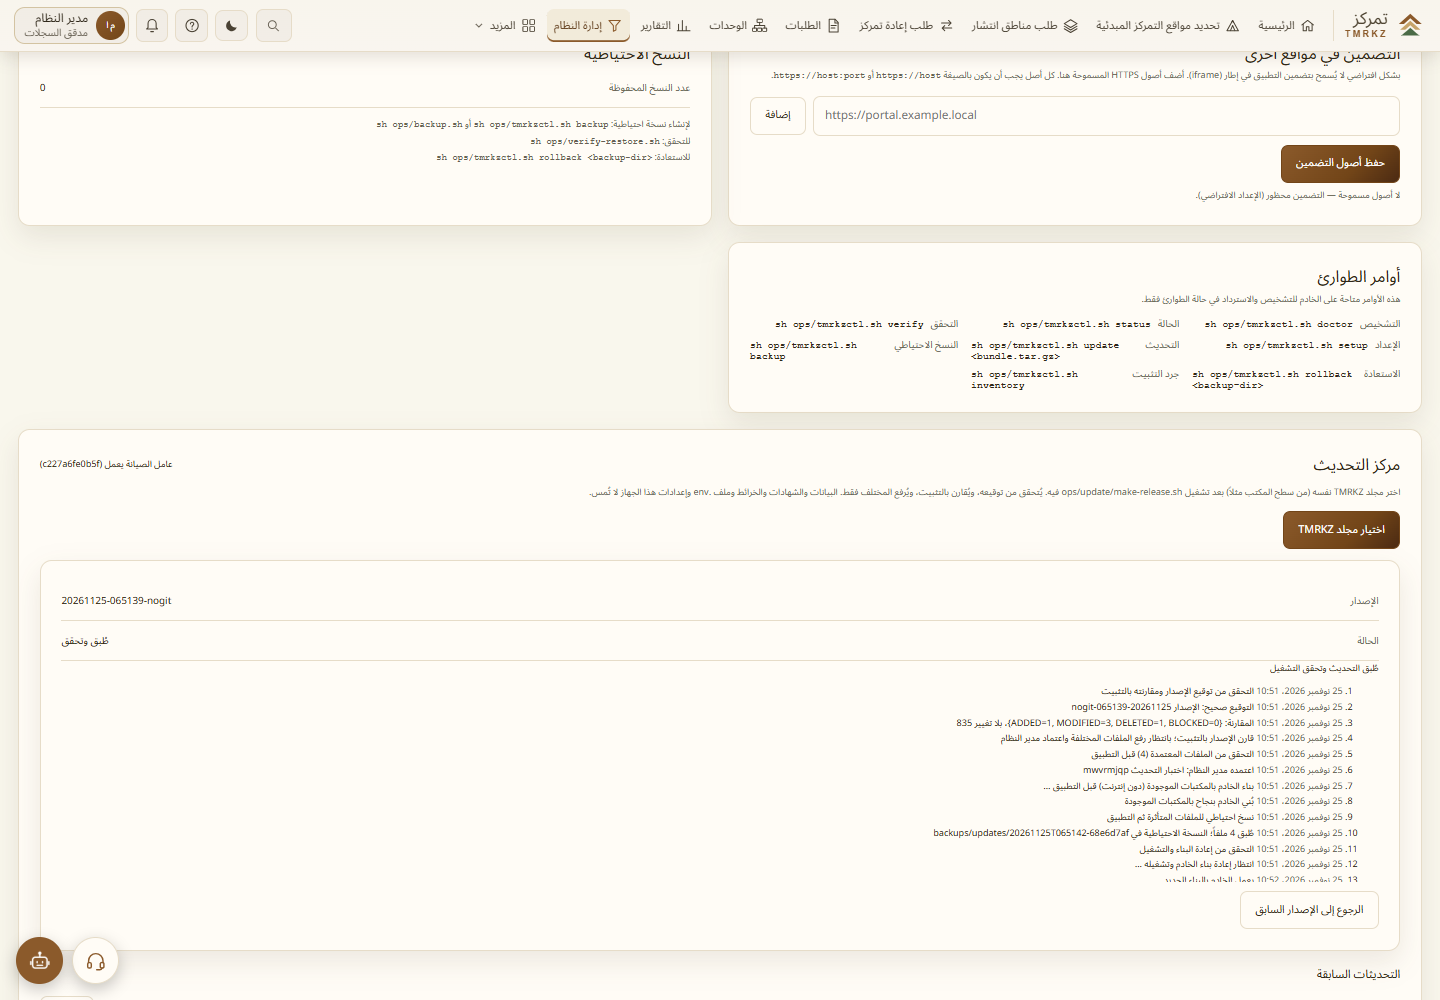 تمركز
TMRKZ
الرئيسية
تحديد مواقع التمركز المبدئية
طلب مناطق انتشار
طلب إعادة تمركز
الطلبات
الوحدات
التقارير
إدارة النظام
المزيد
مدير النظام
مدقق السجلات
م ا
التضمين في مواقع أخرى
بشكل افتراضي لا يُسمح بتضمين التطبيق في إطار (iframe). أضف أصول HTTPS المسموحة هنا. كل أصل يجب أن يكون بالصيغة https://host أو https://host:port.
https://portal.example.local
إضافة
حفظ أصول التضمين
لا أصول مسموحة — التضمين محظور (الإعداد الافتراضي).
النسخ الاحتياطية
عدد النسخ المحفوظة 0
لإنشاء نسخة احتياطية: sh ops/tmrkzctl.sh backup أو sh ops/backup.sh
للتحقق: sh ops/verify-restore.sh
للاستعادة: sh ops/tmrkzctl.sh rollback <backup-dir>
أوامر الطوارئ
هذه الأوامر متاحة على الخادم للتشخيص والاسترداد في حالة الطوارئ فقط.
التشخيص sh ops/tmrkzctl.sh doctor
الحالة sh ops/tmrkzctl.sh status
التحقق sh ops/tmrkzctl.sh verify
الإعداد sh ops/tmrkzctl.sh setup
التحديث sh ops/tmrkzctl.sh update
<bundle.tar.gz>
النسخ الاحتياطي sh ops/tmrkzctl.sh
backup
الاستعادة sh ops/tmrkzctl.sh rollback
<backup-dir>
جرد التثبيت sh ops/tmrkzctl.sh
inventory
مركز التحديث
عامل الصيانة يعمل (c227a6fe0b5f)
اختر مجلد TMRKZ نفسه (من سطح المكتب مثلاً) بعد تشغيل ops/update/make-release.sh فيه. يُتحقق من توقيعه، ويُقارن بالتثبيت، ويُرفع المختلف فقط. البيانات والشهادات والخرائط وملف .env وإعدادات هذا الجهاز لا تُمس.
اختيار مجلد TMRKZ
الإصدار 20261125-065139-nogit
الحالة طُبق وتحقق
طُبق التحديث وتحقق التشغيل
1. 25 نوفمبر 2026، 10:51 التحقق من توقيع الإصدار ومقارنته بالتثبيت
2. 25 نوفمبر 2026، 10:51 التوقيع صحيح: الإصدار 20261125-065139-nogit
3. 25 نوفمبر 2026، 10:51 المقارنة: {ADDED=1, MODIFIED=3, DELETED=1, BLOCKED=0}، بلا تغيير 835
4. 25 نوفمبر 2026، 10:51 قارن الإصدار بالتثبيت؛ بانتظار رفع الملفات المختلفة واعتماد مدير النظام
5. 25 نوفمبر 2026، 10:51 التحقق من الملفات المعتمدة (4) قبل التطبيق
6. 25 نوفمبر 2026، 10:51 اعتمده مدير النظام: اختبار التحديث mwvrmjqp
7. 25 نوفمبر 2026، 10:51 بناء الخادم بالمكتبات الموجودة (دون إنترنت) قبل التطبيق ...
8. 25 نوفمبر 2026، 10:51 بُني الخادم بنجاح بالمكتبات الموجودة
9. 25 نوفمبر 2026، 10:51 نسخ احتياطي للملفات المتأثرة ثم التطبيق
10. 25 نوفمبر 2026، 10:51 طُبق 4 ملفاً؛ النسخة الاحتياطية في backups/updates/20261125T065142-68e6d7af
11. 25 نوفمبر 2026، 10:51 التحقق من إعادة البناء والتشغيل
12. 25 نوفمبر 2026، 10:51 انتظار إعادة بناء الخادم وتشغيله ...
13. 25 نوفمبر 2026، 10:52 يعمل الخادم بالبناء الجديد
الرجوع إلى الإصدار السابق
التحديثات السابقة